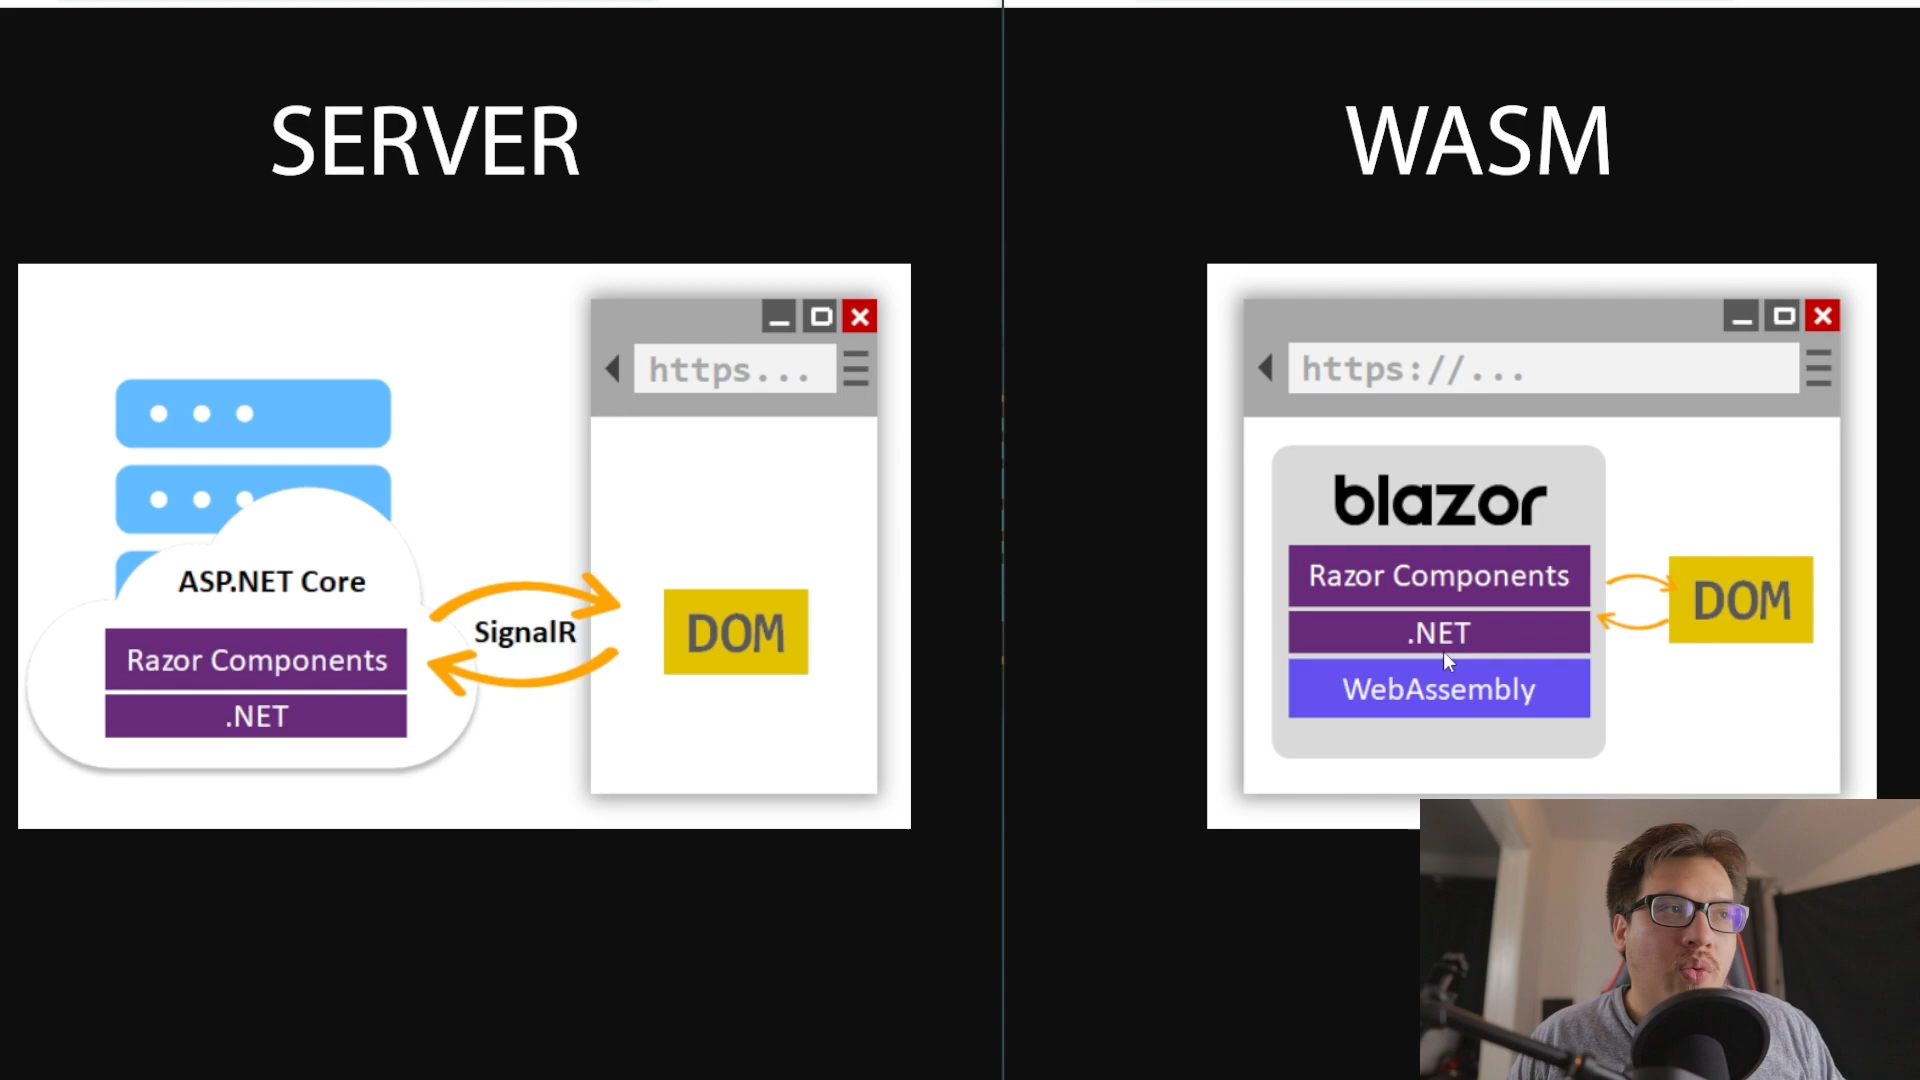 SERVER
https...
ASP.NET Core
Razor Components
.NET
SignalR
DOM
WASM
https://...
blazor
Razor Components
.NET
WebAssembly
DOM